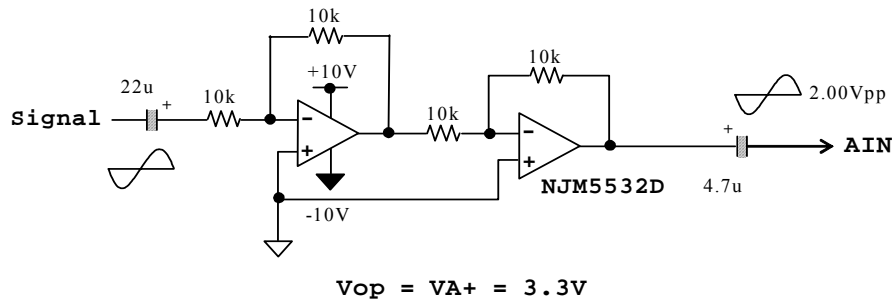 10k
10k
+10V
22u
10k
10k
2.00Vpp
Signal
+
−
+
−
+
+
AIN
NJM5532D
4.7u
-10V
Vop = VA+ = 3.3V